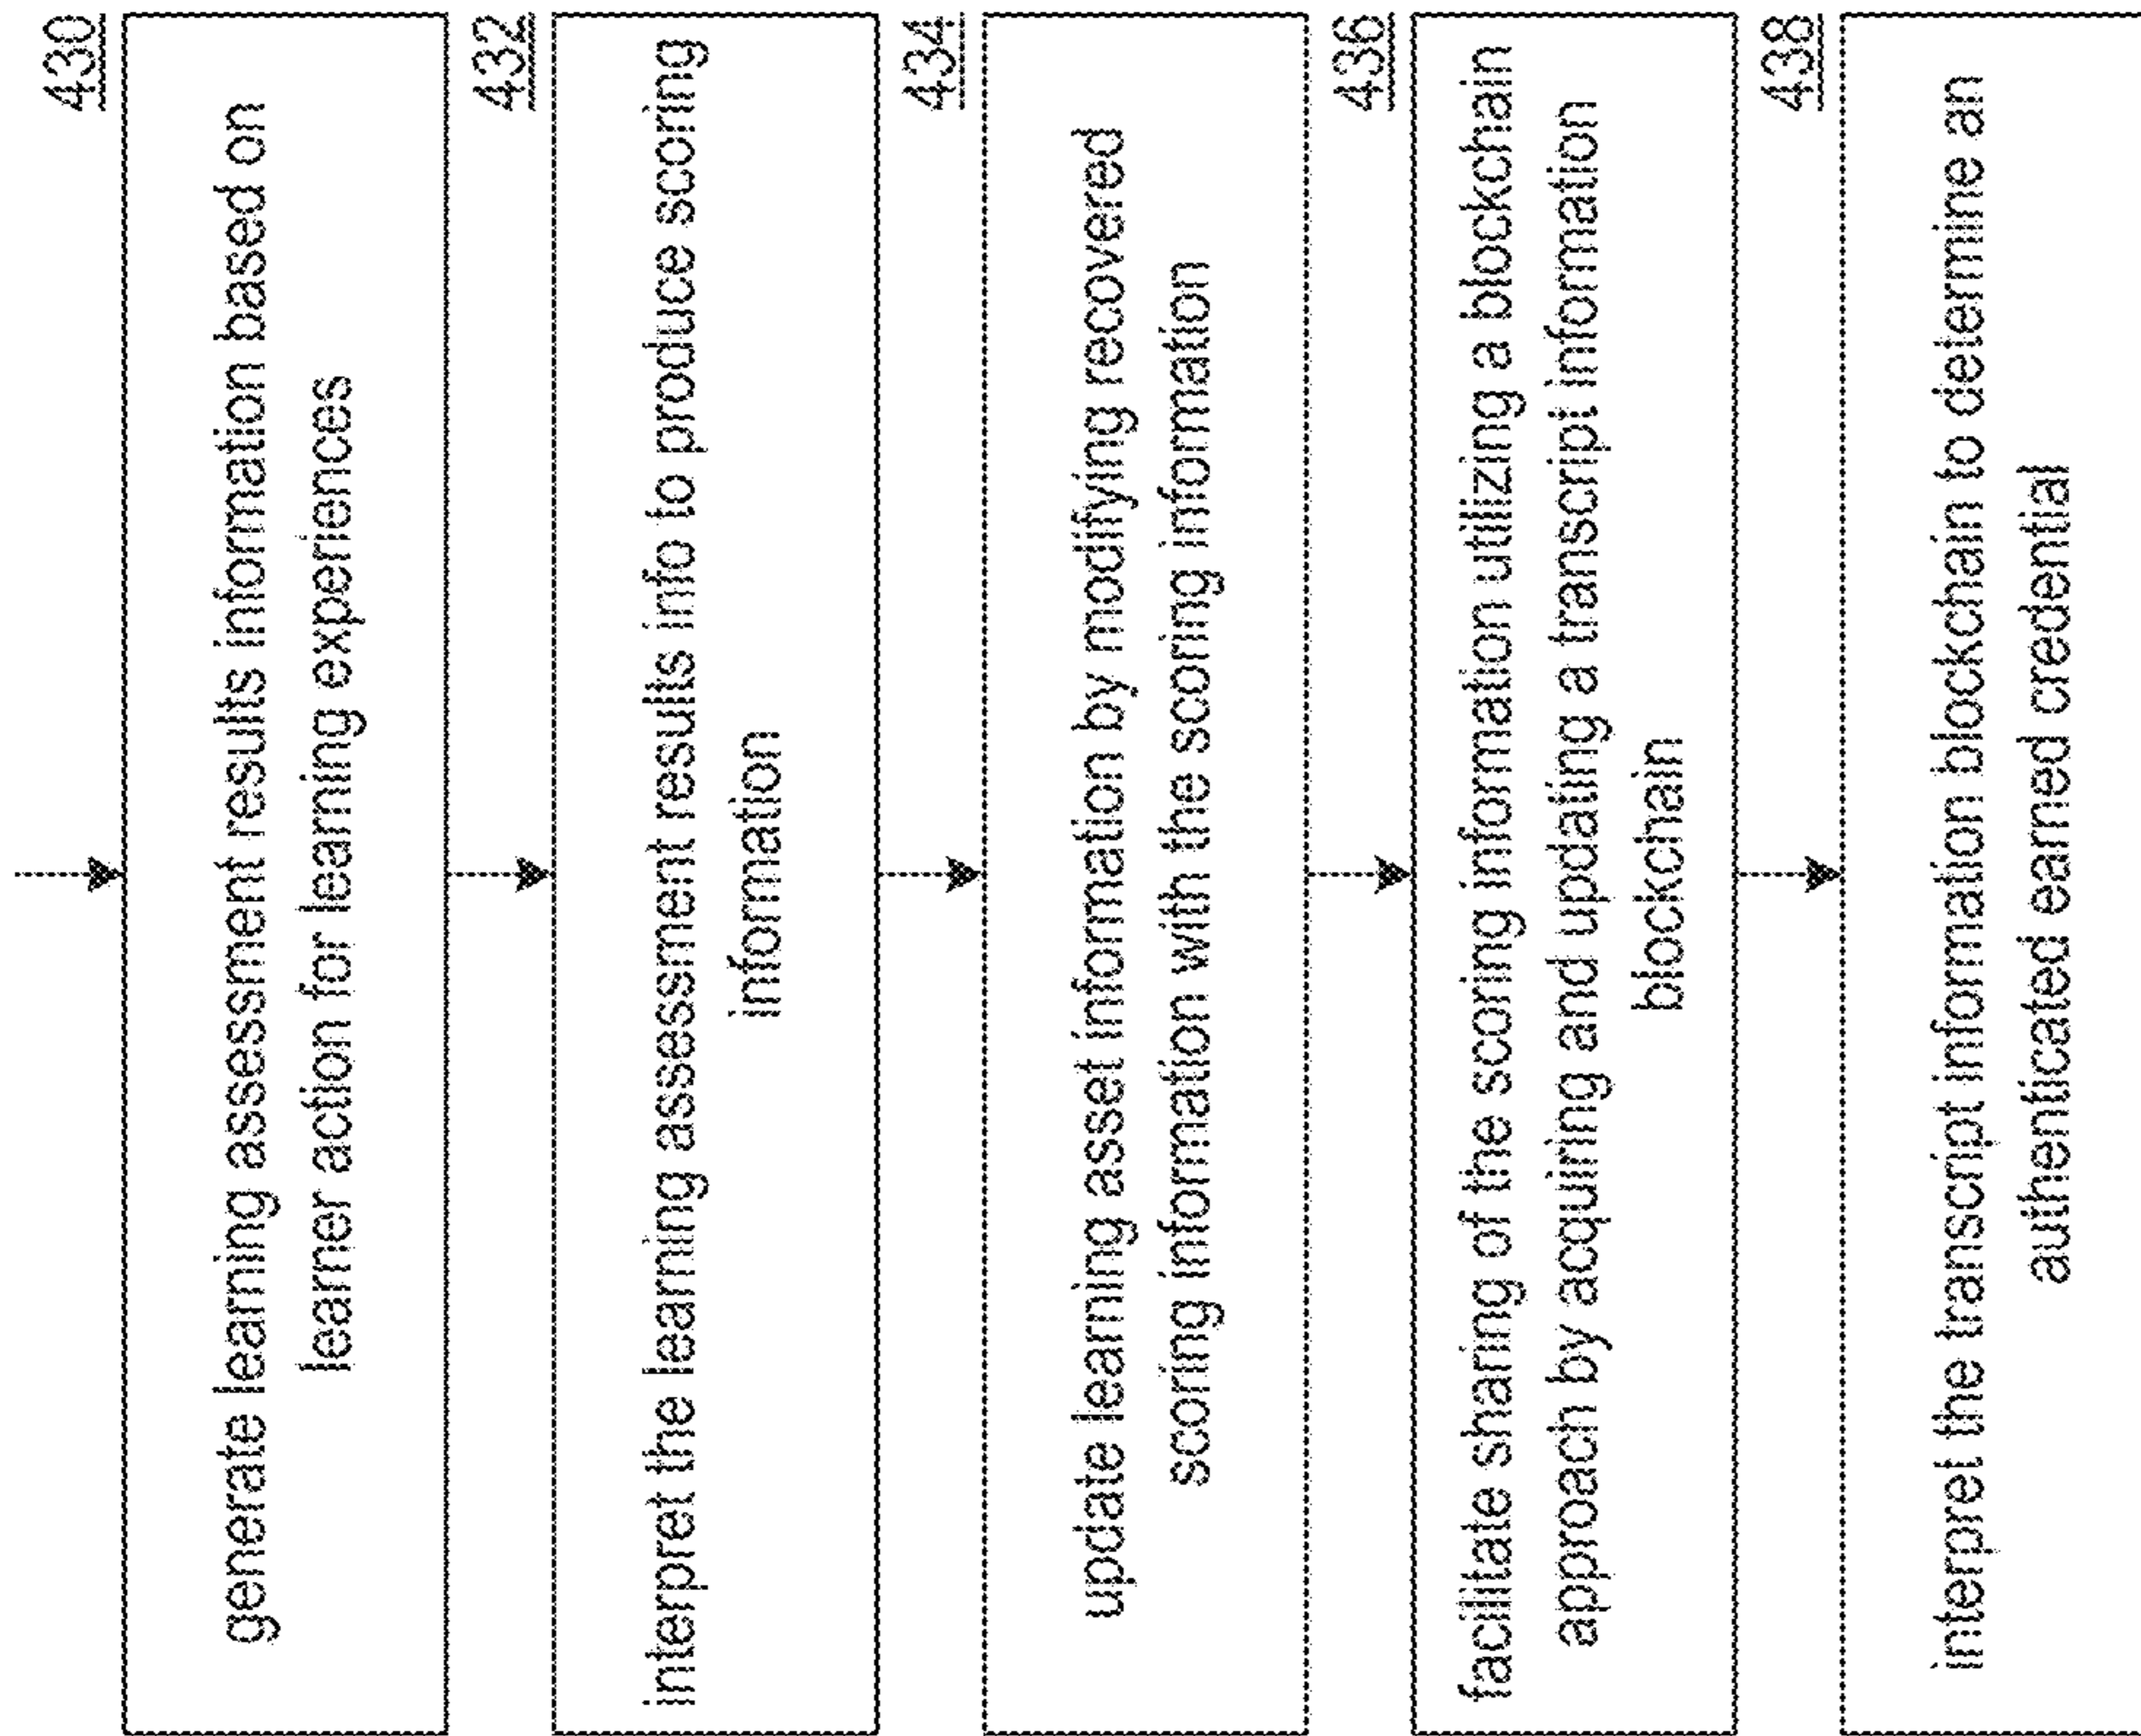 430
generate learning assessment results information based on
learner action for learning experiences
432
interpret the learning assessment results info to produce scoring
information
434
update learning asset information by modifying recovered
scoring information with the scoring information
436
facilitate sharing of the scoring information utilizing a blockchain
approach by acquiring and updating a transcript information
blockchain
438
interpret the transcript information blockchain to determine an
authenticated earned credential